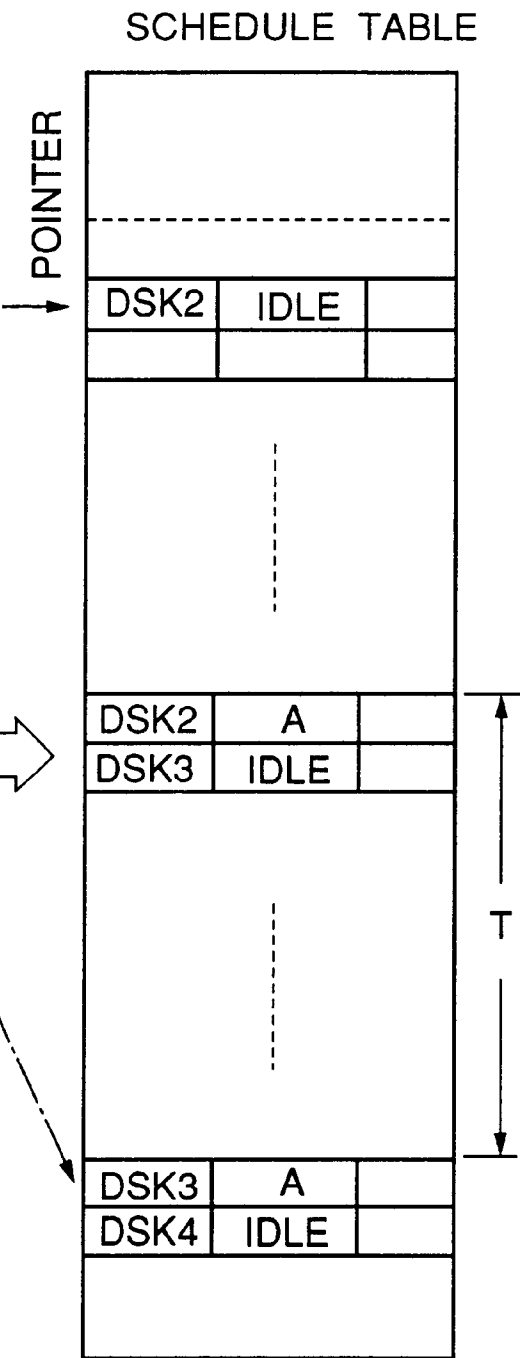 SCHEDULE TABLE
POINTER
DSK2 IDLE
DSK2 A
DSK3 IDLE
T
DSK3 A
DSK4 IDLE